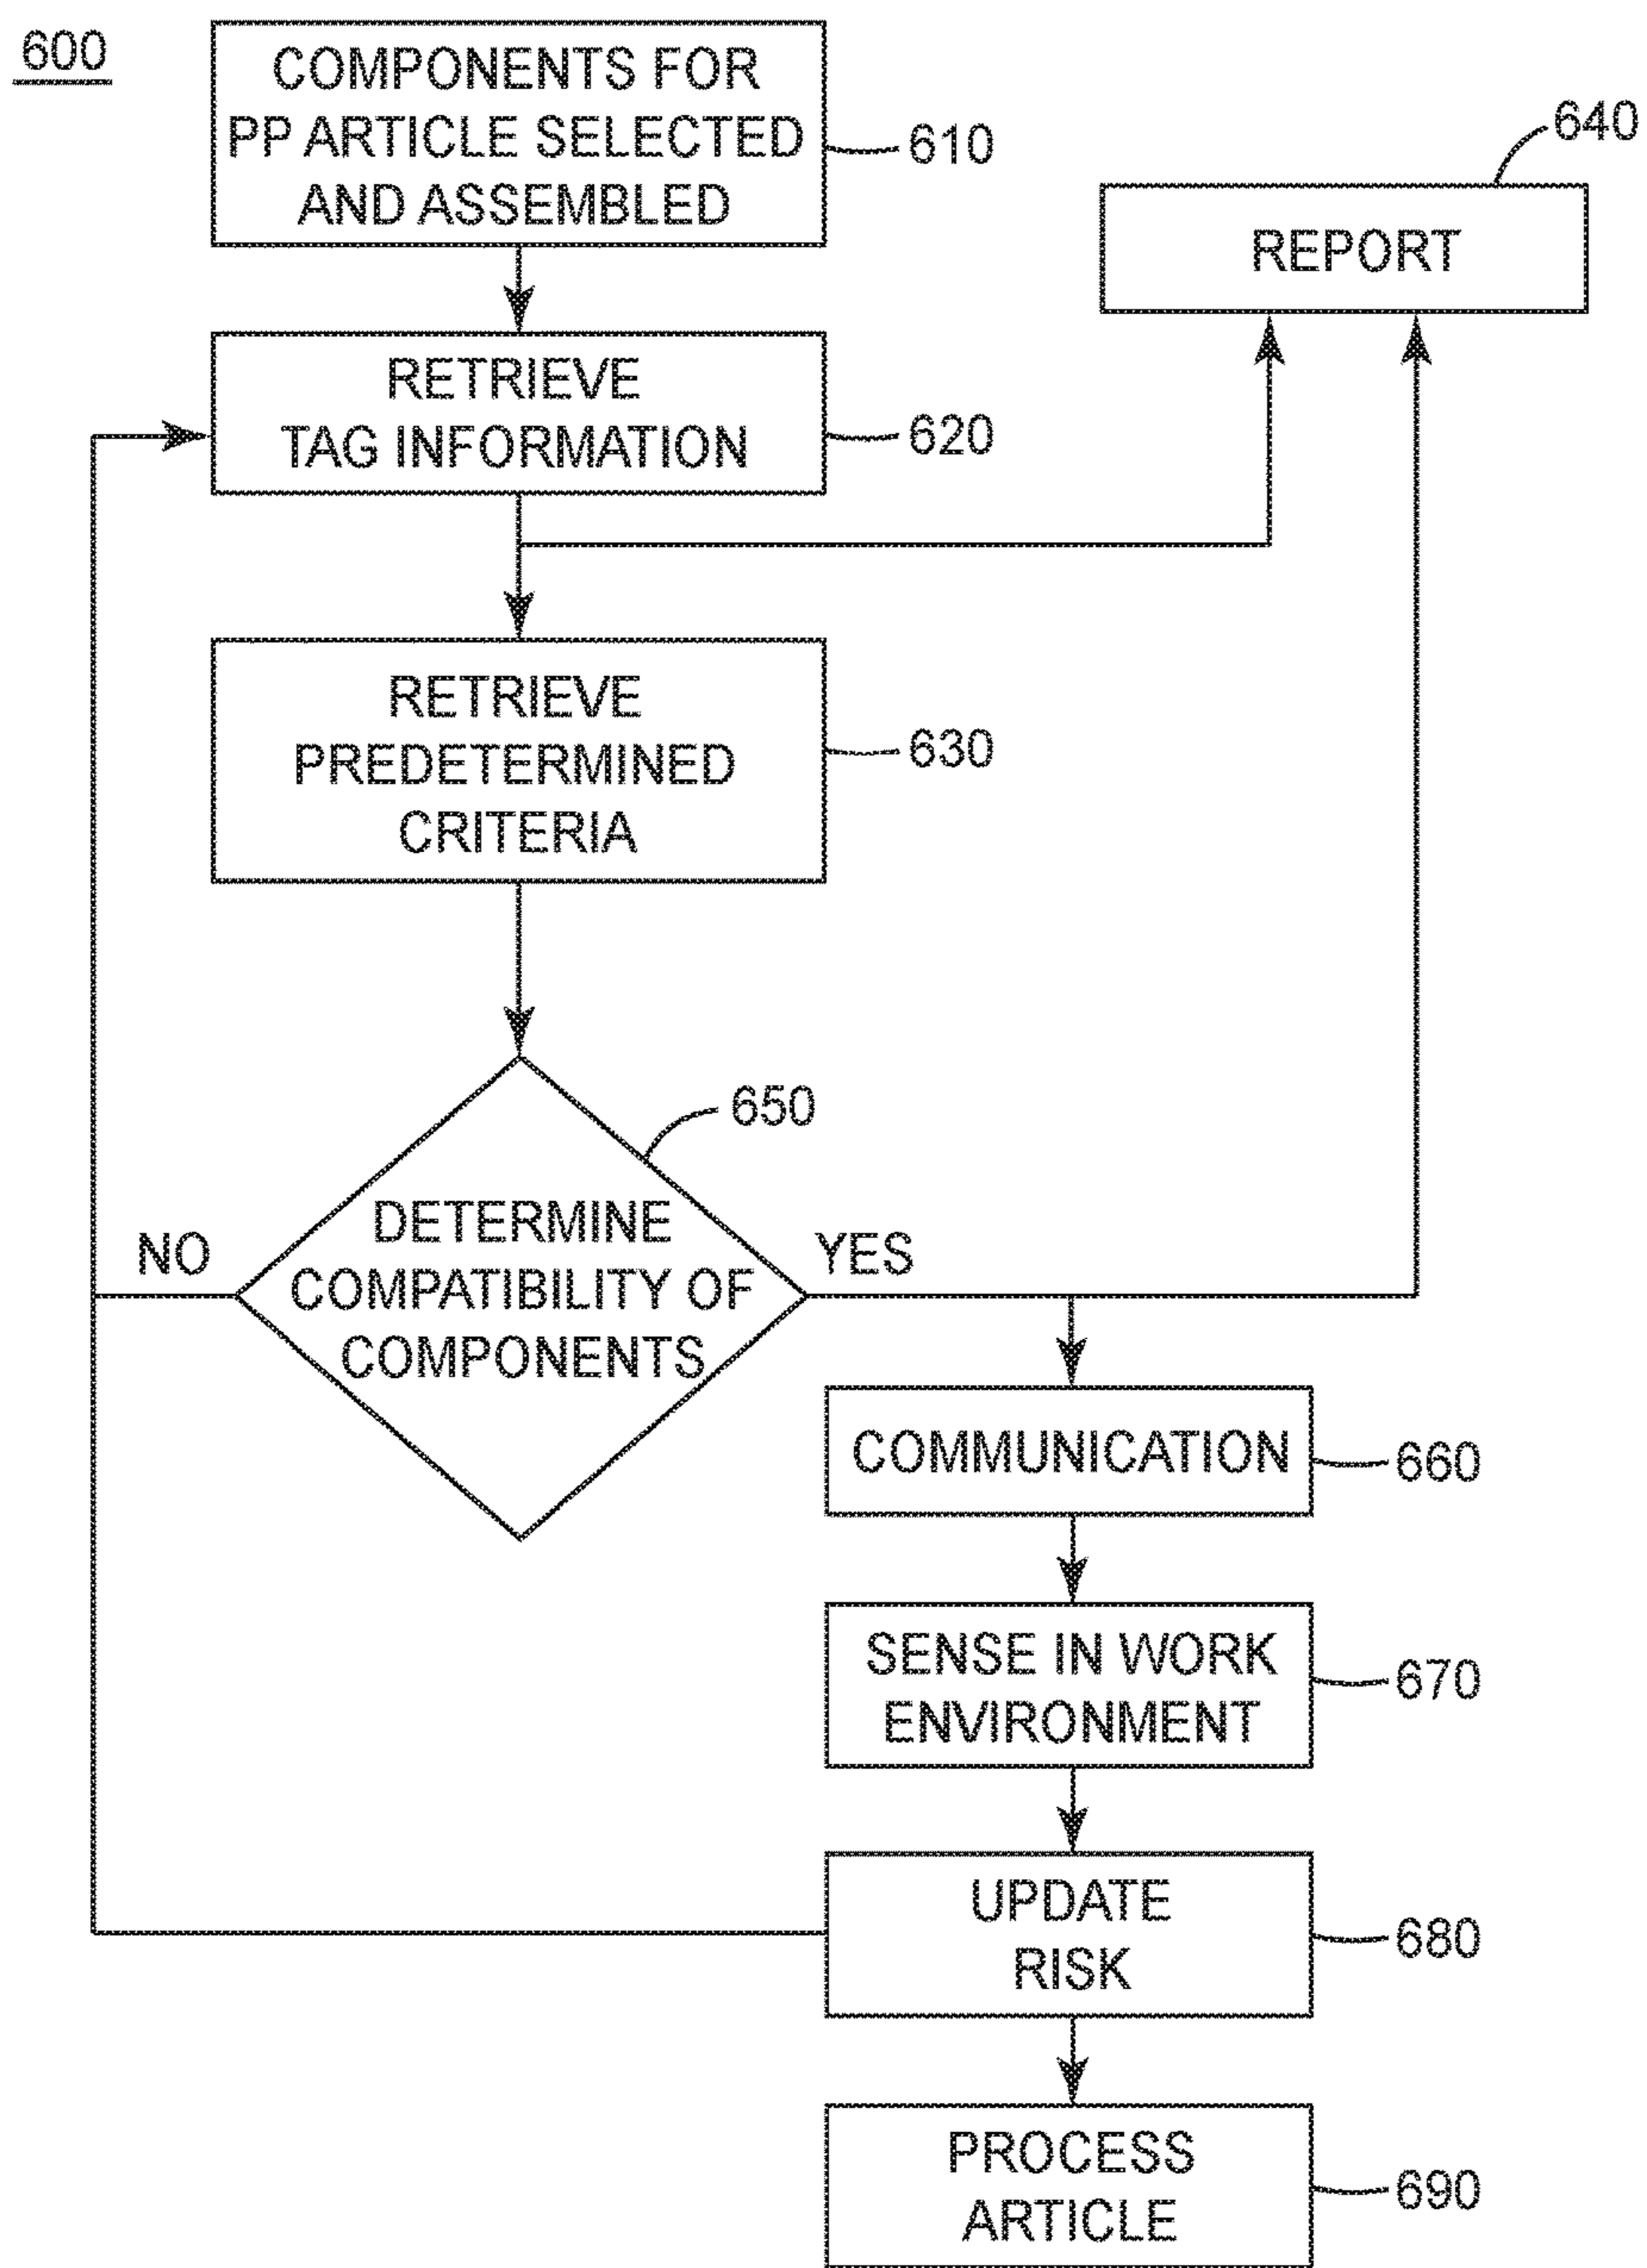 600
COMPONENTS FOR
PP ARTICLE SELECTED
AND ASSEMBLED
610
640
REPORT
RETRIEVE
TAG INFORMATION
620
RETRIEVE
PREDETERMINED
CRITERIA
630
650
DETERMINE
COMPATIBILITY OF
COMPONENTS
NO
YES
COMMUNICATION
660
SENSE IN WORK
ENVIRONMENT
670
UPDATE
RISK
680
PROCESS
ARTICLE
690